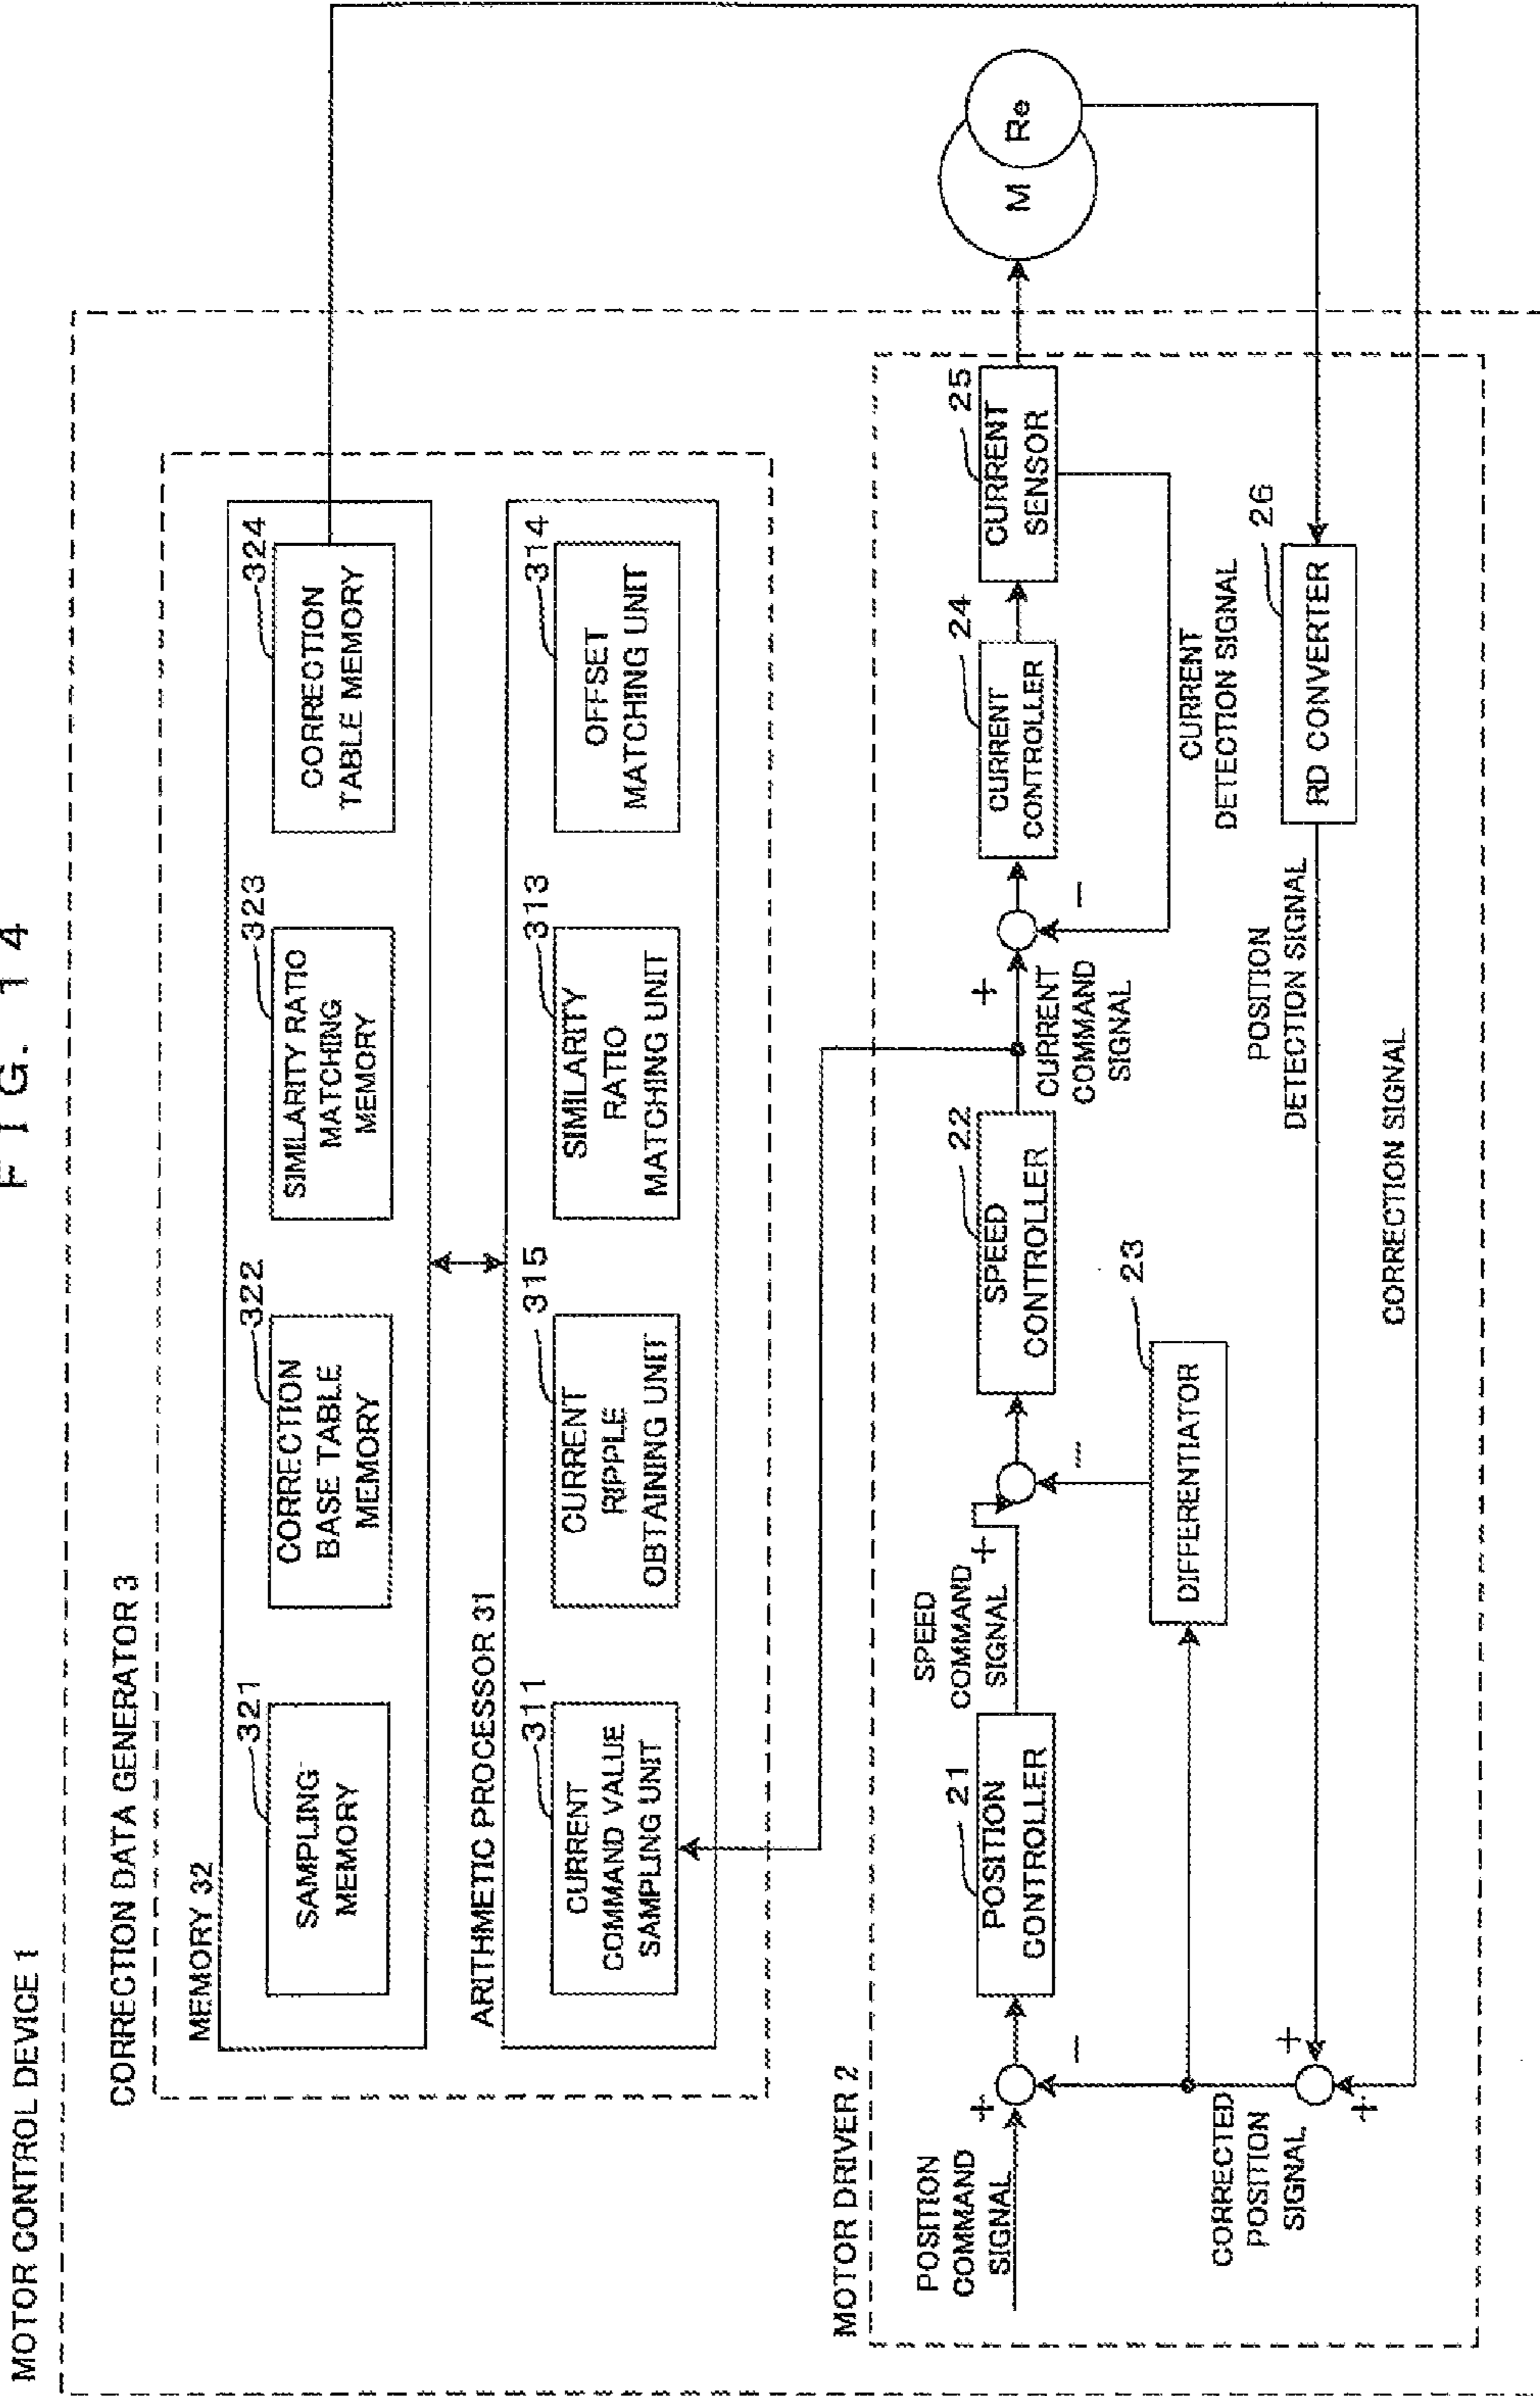 FIG. 14
MOTOR CONTROL DEVICE 1
CORRECTION DATA GENERATOR 3
MEMORY 32
321
SAMPLING
MEMORY
322
CORRECTION
BASE TABLE
MEMORY
323
SIMILARITY RATIO
MATCHING
MEMORY
324
CORRECTION
TABLE MEMORY
ARITHMETIC PROCESSOR 31
311
CURRENT
COMMAND VALUE
SAMPLING UNIT
315
CURRENT
RIPPLE
OBTAINING UNIT
313
SIMILARITY
RATIO
MATCHING UNIT
314
OFFSET
MATCHING UNIT
MOTOR DRIVER 2
POSITION
COMMAND
SIGNAL
+
−
21
POSITION
CONTROLLER
SPEED
COMMAND
SIGNAL
+
−
22
SPEED
CONTROLLER
23
DIFFERENTIATOR
CURRENT
COMMAND
SIGNAL
+
−
24
CURRENT
CONTROLLER
25
CURRENT
SENSOR
CURRENT
DETECTION SIGNAL
M
Re
26
RD CONVERTER
POSITION
DETECTION SIGNAL
CORRECTED
POSITION
SIGNAL
+
+
CORRECTION SIGNAL